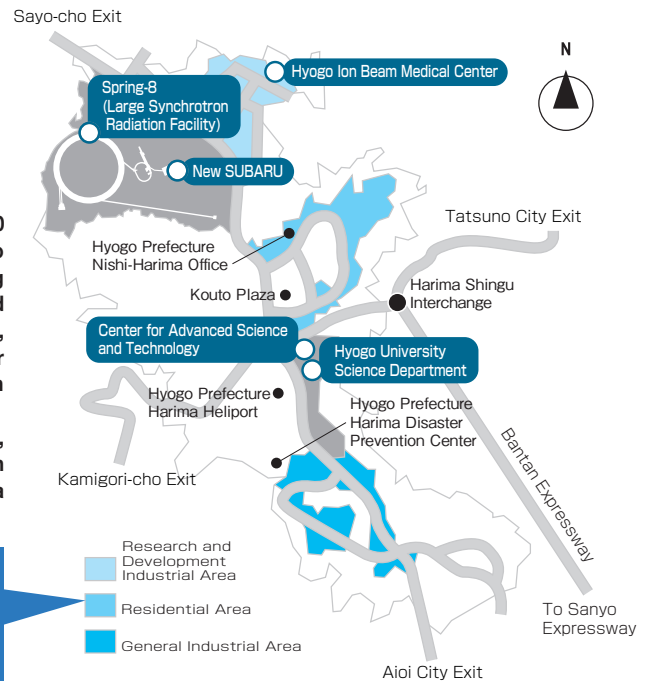 Sayo-cho Exit
N
Hyogo Ion Beam Medical Center
Spring-8
(Large Synchrotron
Radiation Facility)
New SUBARU
Tatsuno City Exit
Hyogo Prefecture
Nishi-Harima Office
Harima Shingu
Interchange
Kouto Plaza
Center for Advanced Science
and Technology
Hyogo University
Science Department
Hyogo Prefecture
Harima Heliport
Hyogo Prefecture
Harima Disaster
Prevention Center
Kamigori-cho Exit
Bantan Expressway
Research and
Development
Industrial Area
Residential Area
General Industrial Area
To Sanyo
Expressway
Aioi City Exit